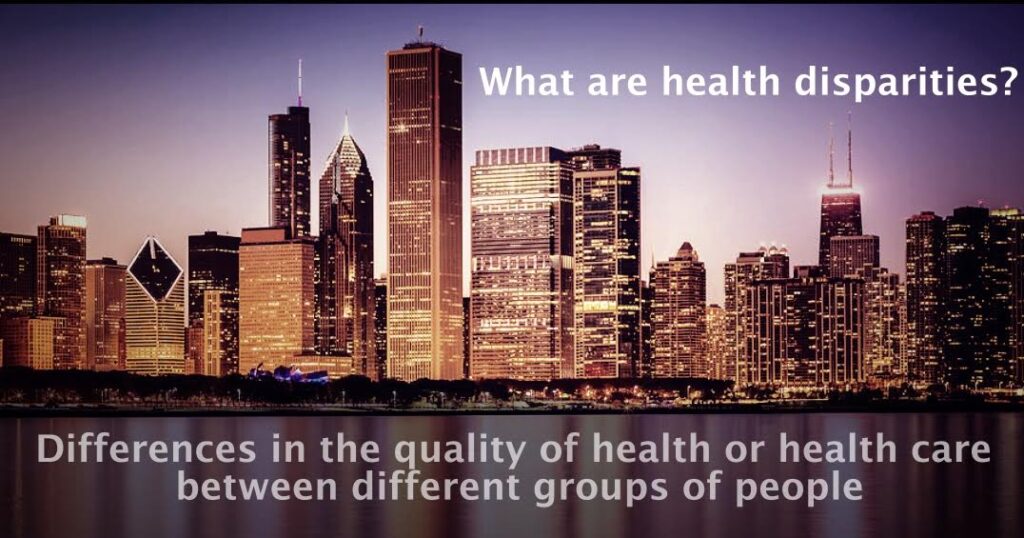 What are health disparities?
Differences in the quality of health or health care
between different groups of people